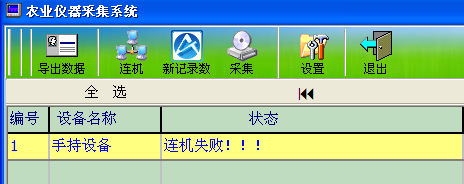 农业仪器采集系统
导出数据 连机 新记录数 采集 设置 退出
全 选
编号 设备名称 状态
1 手持设备 连机失败！！！